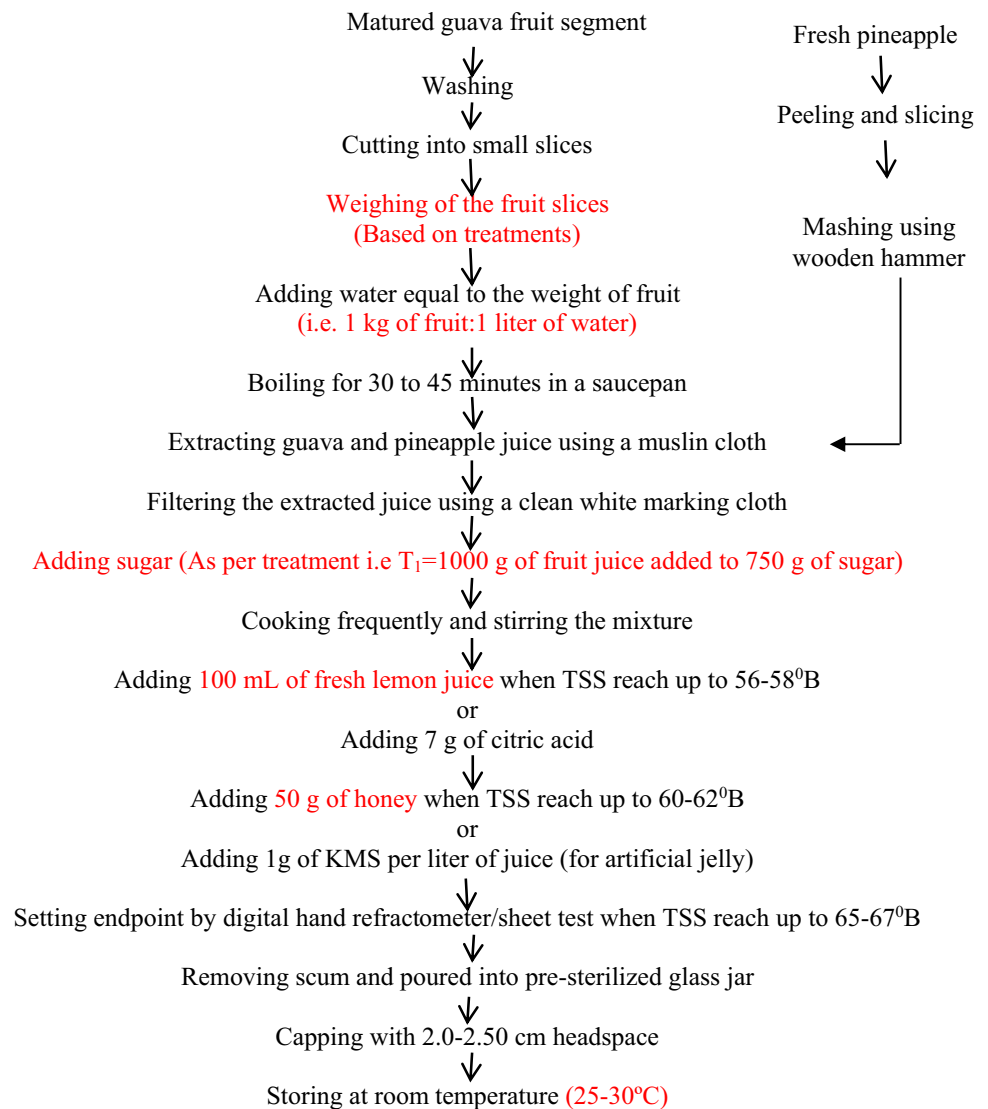 Matured guava fruit segment
Washing
Cutting into small slices
Weighing of the fruit slices
(Based on treatments)
Adding water equal to the weight of fruit
(i.e. 1 kg of fruit:1 liter of water)
Boiling for 30 to 45 minutes in a saucepan
Fresh pineapple
Peeling and slicing
Mashing using
wooden hammer
Extracting guava and pineapple juice using a muslin cloth
Filtering the extracted juice using a clean white marking cloth
Adding sugar (As per treatment i.e T₁=1000 g of fruit juice added to 750 g of sugar)
Cooking frequently and stirring the mixture
Adding 100 mL of fresh lemon juice when TSS reach up to 56-58⁰B
or
Adding 7 g of citric acid
Adding 50 g of honey when TSS reach up to 60-62⁰B
or
Adding 1g of KMS per liter of juice (for artificial jelly)
Setting endpoint by digital hand refractometer/sheet test when TSS reach up to 65-67⁰B
Removing scum and poured into pre-sterilized glass jar
Capping with 2.0-2.50 cm headspace
Storing at room temperature (25-30ºC)